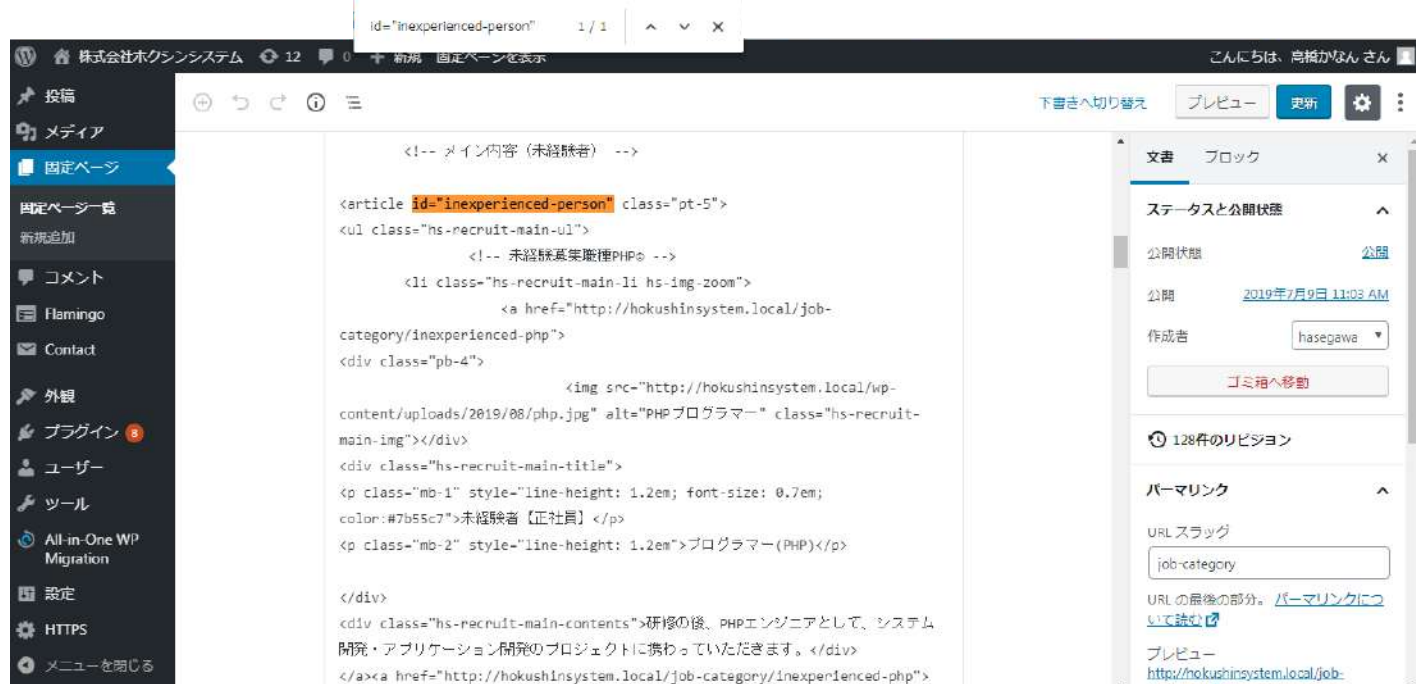 id="inexperienced-person" 1/1
株式会社ホクシンシステム 12 0 新規 固定ページを表示
こんにちは、高橋かなん さん
投稿
メディア
固定ページ
固定ページ一覧
新規追加
コメント
Flamingo
Contact
外観
プラグイン 8
ユーザー
ツール
All-in-One WP
Migration
設定
HTTPS
メニューを閉じる
下書きへ切り替え プレビュー 更新
<!-- メイン内容（未経験者） -->
<article id="inexperienced-person" class="pt-5">
<ul class="hs-recruit-main-ul">
<!-- 未経験募集職種PHP☆ -->
<li class="hs-recruit-main-li hs-img-zoom">
<a href="http://hokushinsystem.local/job-
category/inexperienced-php">
<div class="pb-4">
<img src="http://hokushinsystem.local/wp-
content/uploads/2019/08/php.jpg" alt="PHPプログラマー" class="hs-recruit-
main-img"></div>
<div class="hs-recruit-main-title">
<p class="mb-1" style="line-height: 1.2em; font-size: 0.7em;
color:#7b55c7">未経験者【正社員】</p>
<p class="mb-2" style="line-height: 1.2em">プログラマー(PHP)</p>
</div>
<div class="hs-recruit-main-contents">研修の後、PHPエンジニアとして、システム
開発・アプリケーション開発のプロジェクトに携わっていただきます。</div>
</a><a href="http://hokushinsystem.local/job-category/inexperienced-php">
文書 ブロック
ステータスと公開状態
公開状態 公開
公開 2019年7月9日 11:03 AM
作成者 hasegawa
ゴミ箱へ移動
128件のリビジョン
パーマリンク
URL スラッグ
job-category
URL の最後の部分。 パーマリンクにつ
いて読む
プレビュー
http://hokushinsystem.local/job-